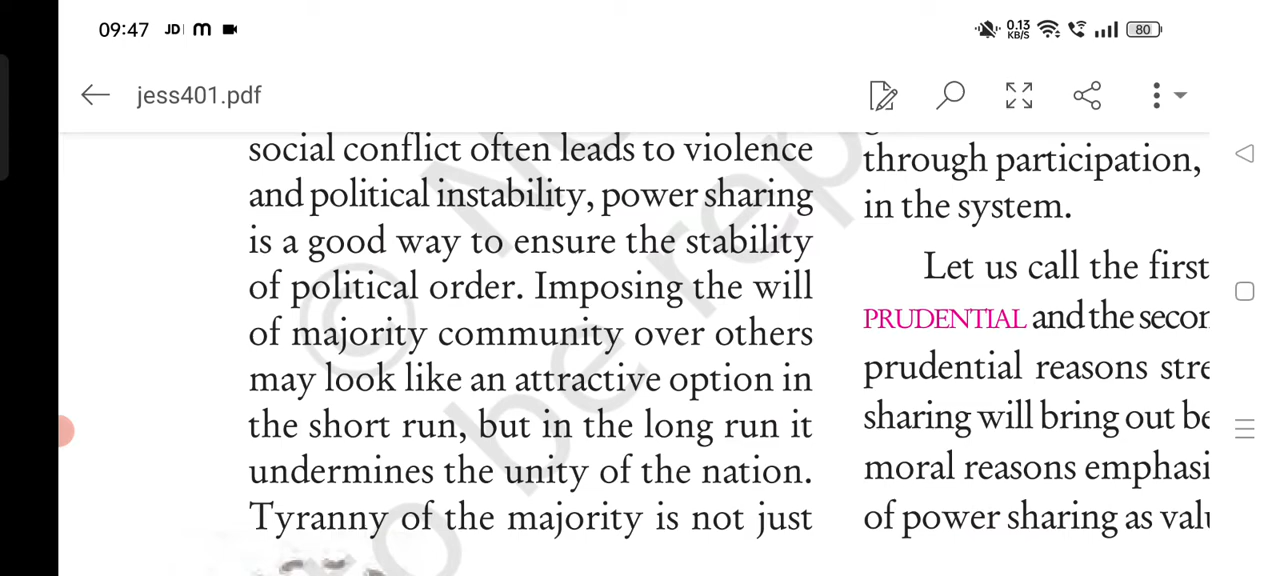 09:47 JD m 0.13 KB/S 80
jess401.pdf
social conflict often leads to violence
and political instability, power sharing
is a good way to ensure the stability
of political order. Imposing the will
of majority community over others
may look like an attractive option in
the short run, but in the long run it
undermines the unity of the nation.
Tyranny of the majority is not just
through participation,
in the system.
Let us call the first
PRUDENTIAL and the secon
prudential reasons stre
sharing will bring out be
moral reasons emphasi
of power sharing as valu
© N
o be rep